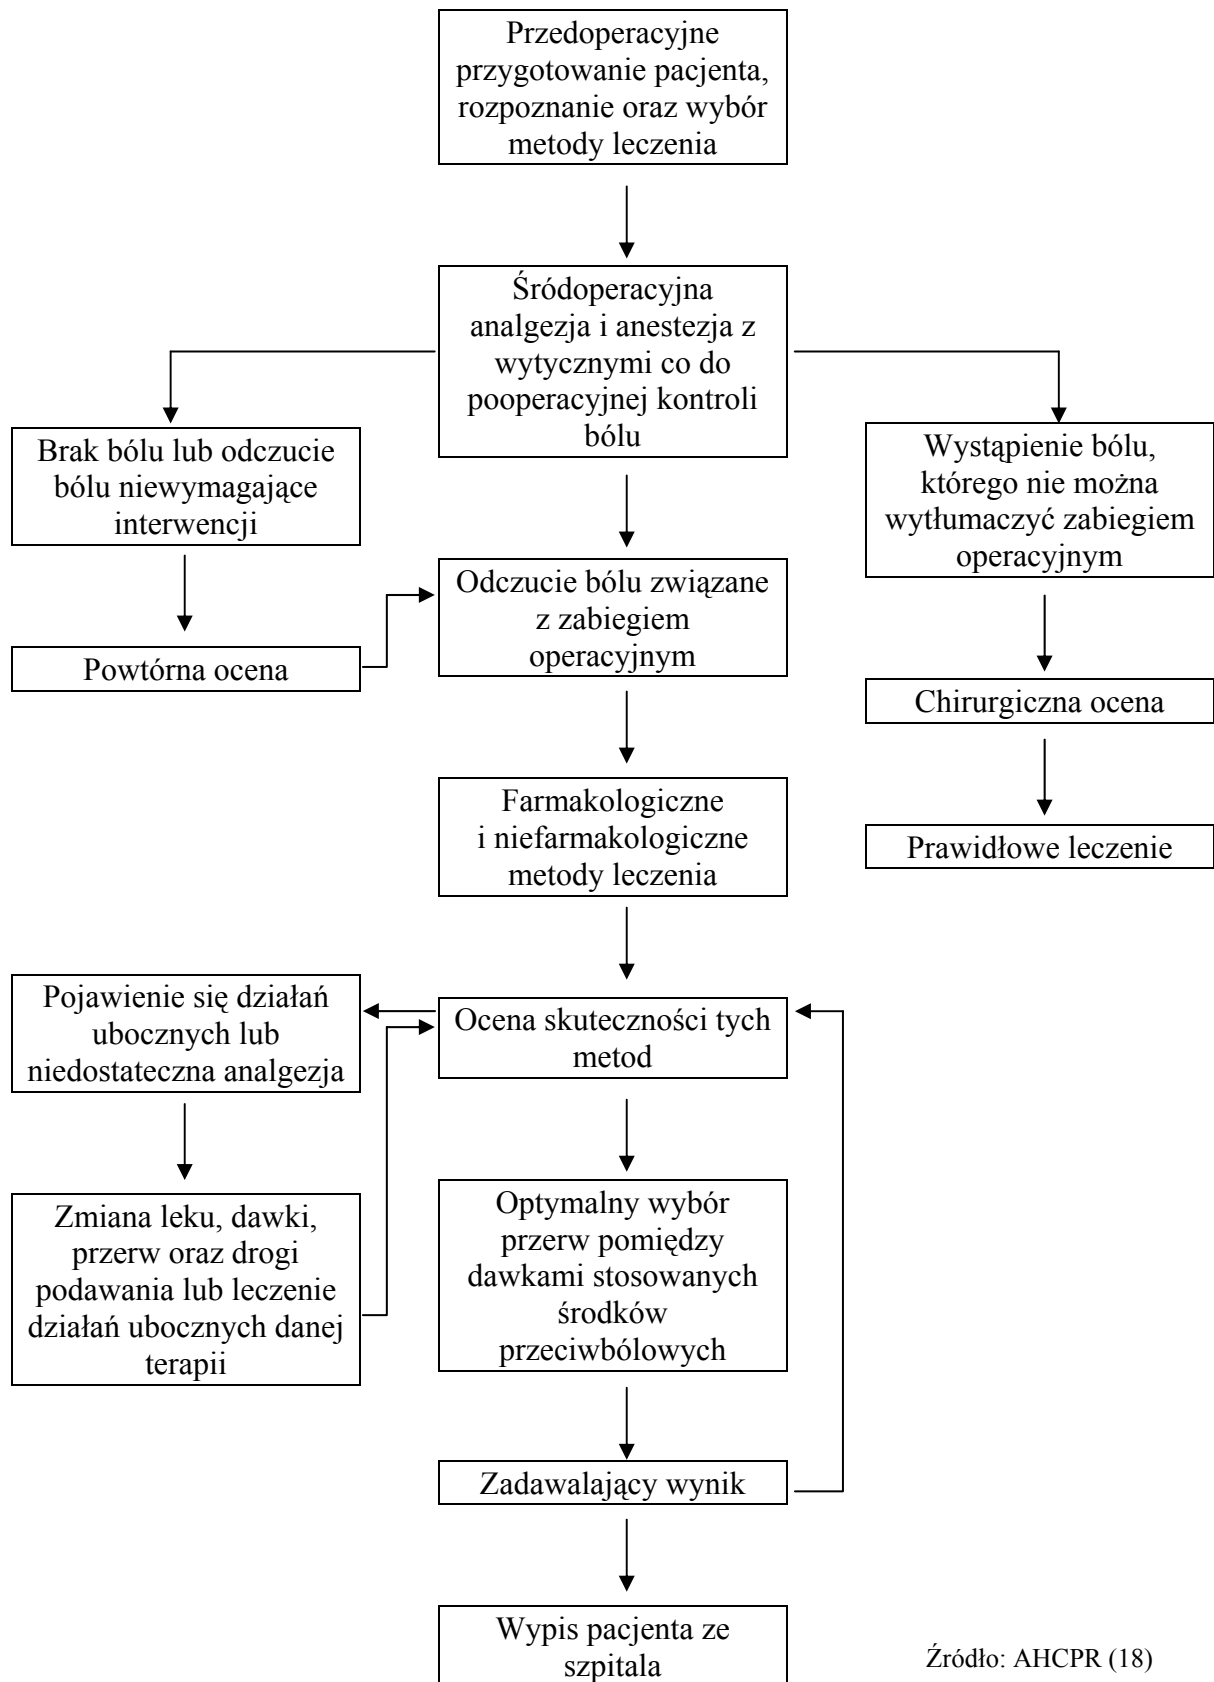 Przedoperacyjne
przygotowanie pacjenta,
rozpoznanie oraz wybór
metody leczenia
Śródoperacyjna
analgezja i anestezja z
wytycznymi co do
pooperacyjnej kontroli
bólu
Brak bólu lub odczucie
bólu niewymagające
interwencji
Wystąpienie bólu,
którego nie można
wytłumaczyć zabiegiem
operacyjnym
Odczucie bólu związane
z zabiegiem
operacyjnym
Powtórna ocena
Chirurgiczna ocena
Farmakologiczne
i niefarmakologiczne
metody leczenia
Prawidłowe leczenie
Pojawienie się działań
ubocznych lub
niedostateczna analgezja
Ocena skuteczności tych
metod
Zmiana leku, dawki,
przerw oraz drogi
podawania lub leczenie
działań ubocznych danej
terapii
Optymalny wybór
przerw pomiędzy
dawkami stosowanych
środków
przeciwbólowych
Zadawalający wynik
Wypis pacjenta ze
szpitala
Źródło: AHCPR (18)